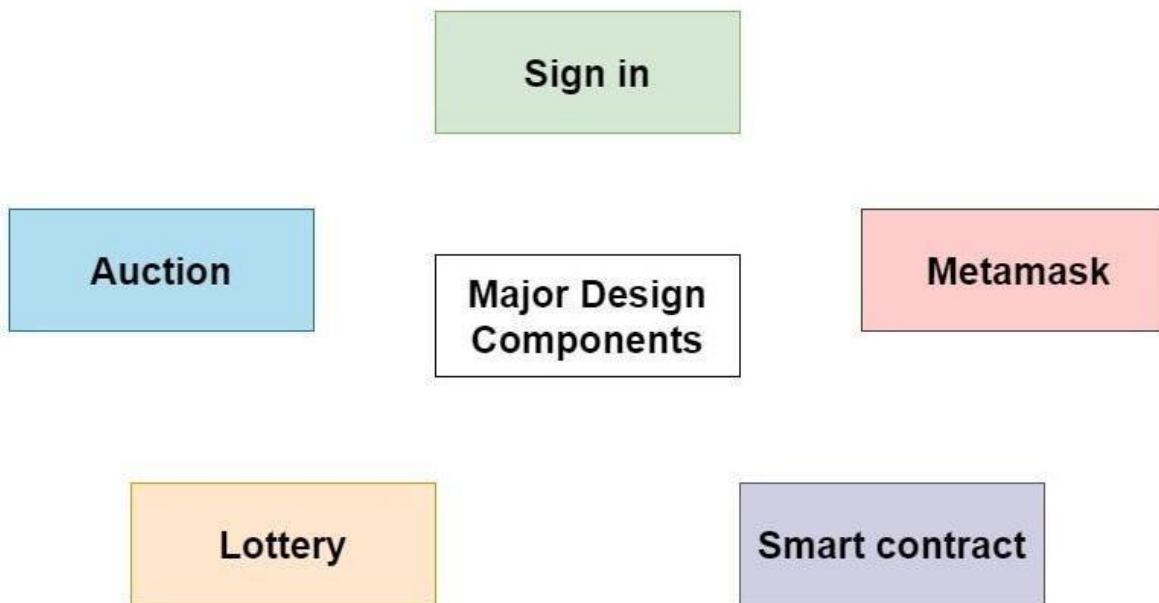 Sign in
Auction
Metamask
Major Design
Components
Lottery
Smart contract